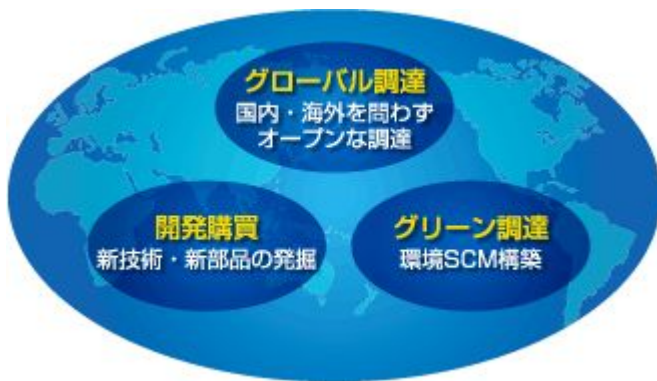 グローバル調達
国内・海外を問わず
オープンな調達
開発購買
新技術・新部品の発掘
グリーン調達
環境SCM構築